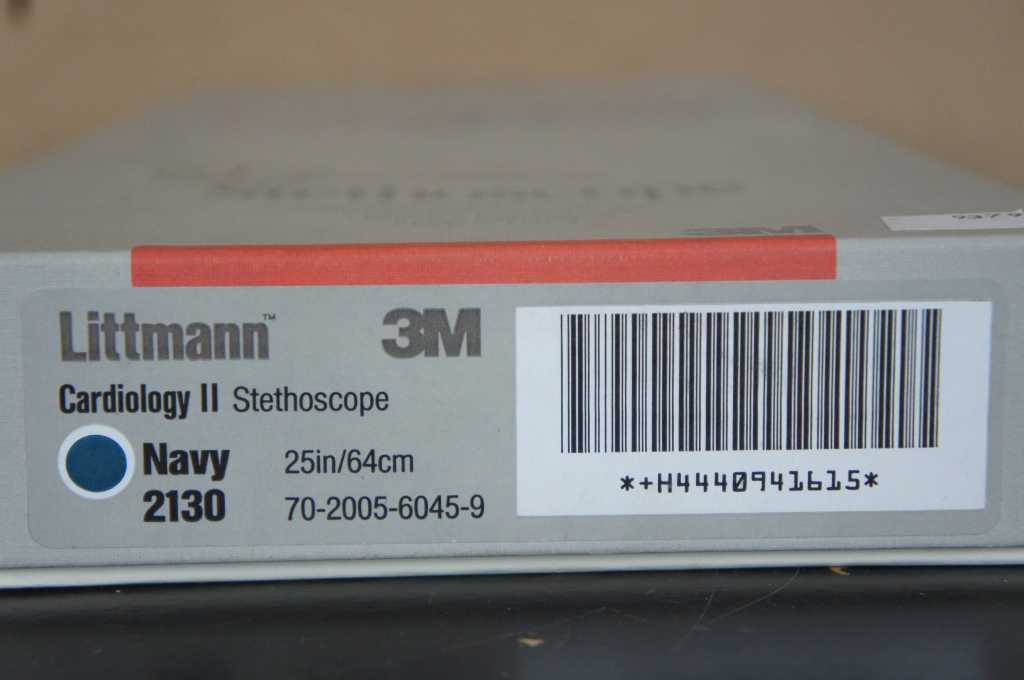 Littmann™ 3M
Cardiology II Stethoscope
Navy 25in/64cm
2130 70-2005-6045-9
*+H4440941615*